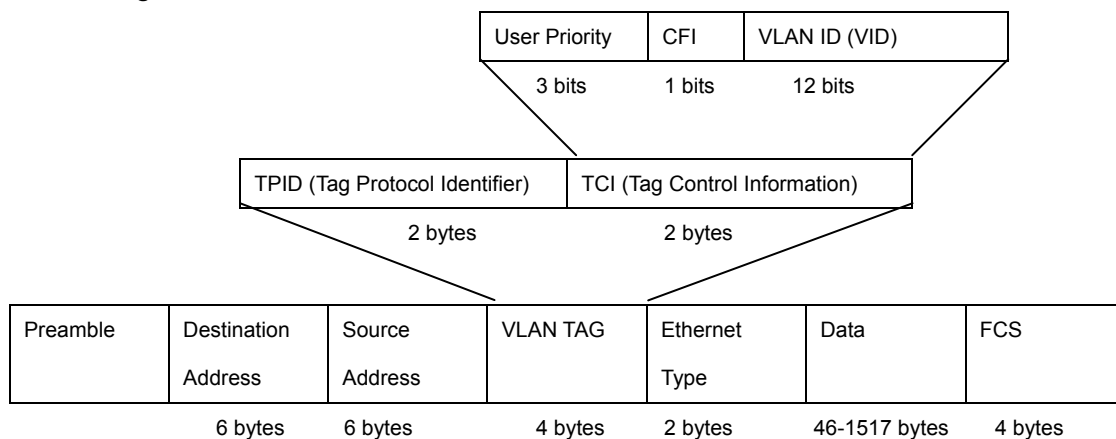 User Priority CFI VLAN ID (VID)
3 bits 1 bits 12 bits
TPID (Tag Protocol Identifier) TCI (Tag Control Information)
2 bytes 2 bytes
Preamble Destination Address Source Address VLAN TAG Ethernet Type Data FCS
6 bytes 6 bytes 4 bytes 2 bytes 46-1517 bytes 4 bytes